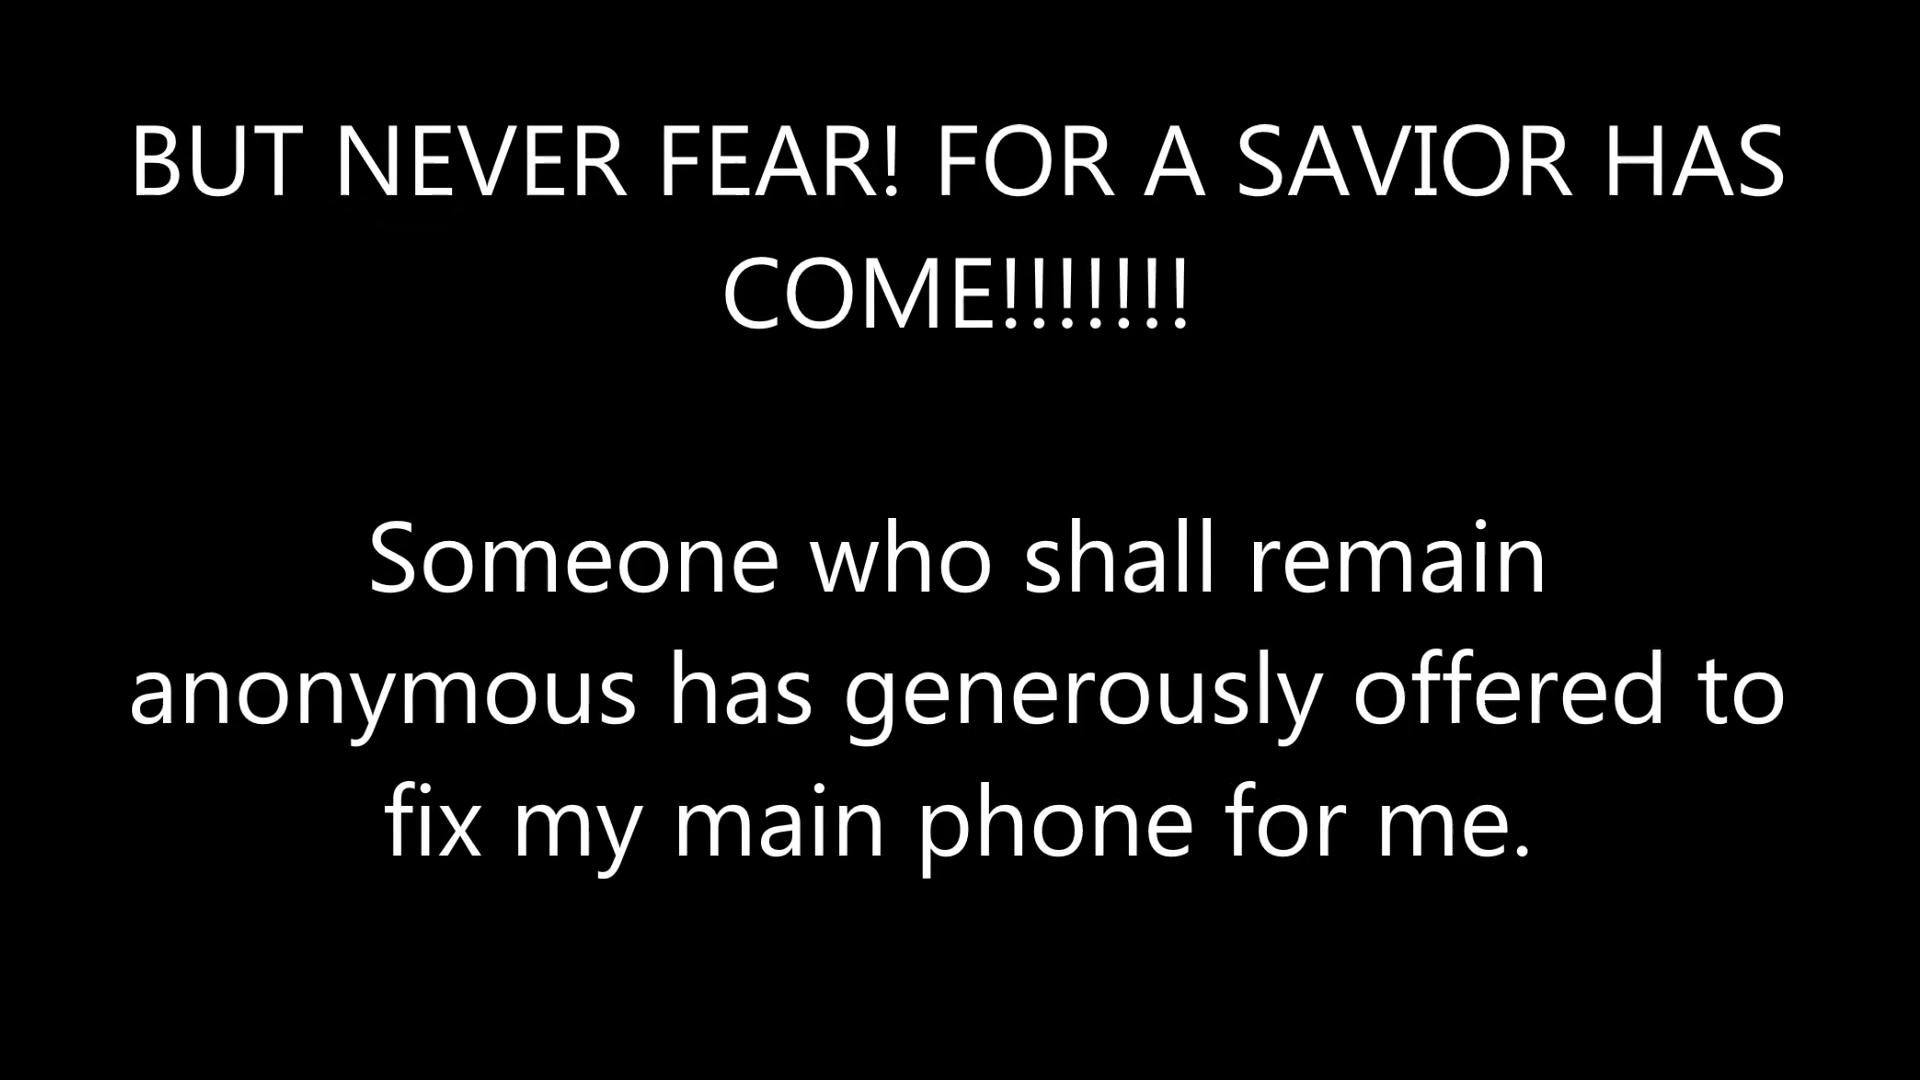 BUT NEVER FEAR! FOR A SAVIOR HAS
COME!!!!!!!
Someone who shall remain
anonymous has generously offered to
fix my main phone for me.